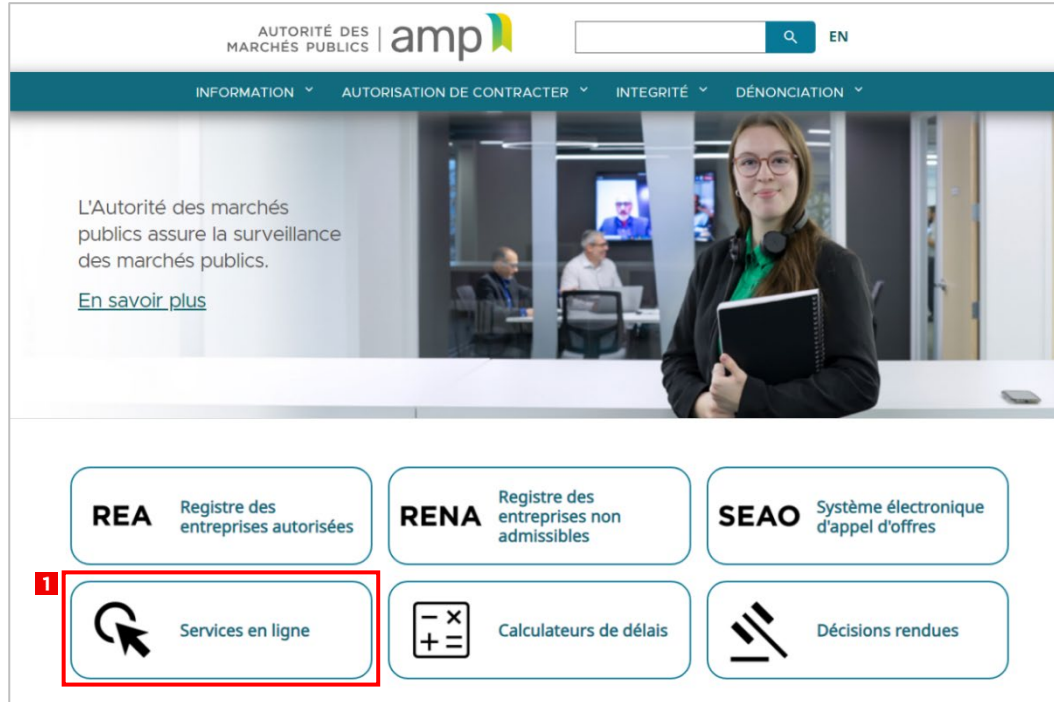 AUTORITÉ DES
MARCHÉS PUBLICS
amp
EN
INFORMATION
AUTORISATION DE CONTRACTER
INTEGRITÉ
DÉNONCIATION
L'Autorité des marchés
publics assure la surveillance
des marchés publics.
En savoir plus
REA
Registre des
entreprises autorisées
RENA
Registre des
entreprises non
admissibles
SEAO
Système électronique
d'appel d'offres
1
Services en ligne
Calculateurs de délais
Décisions rendues